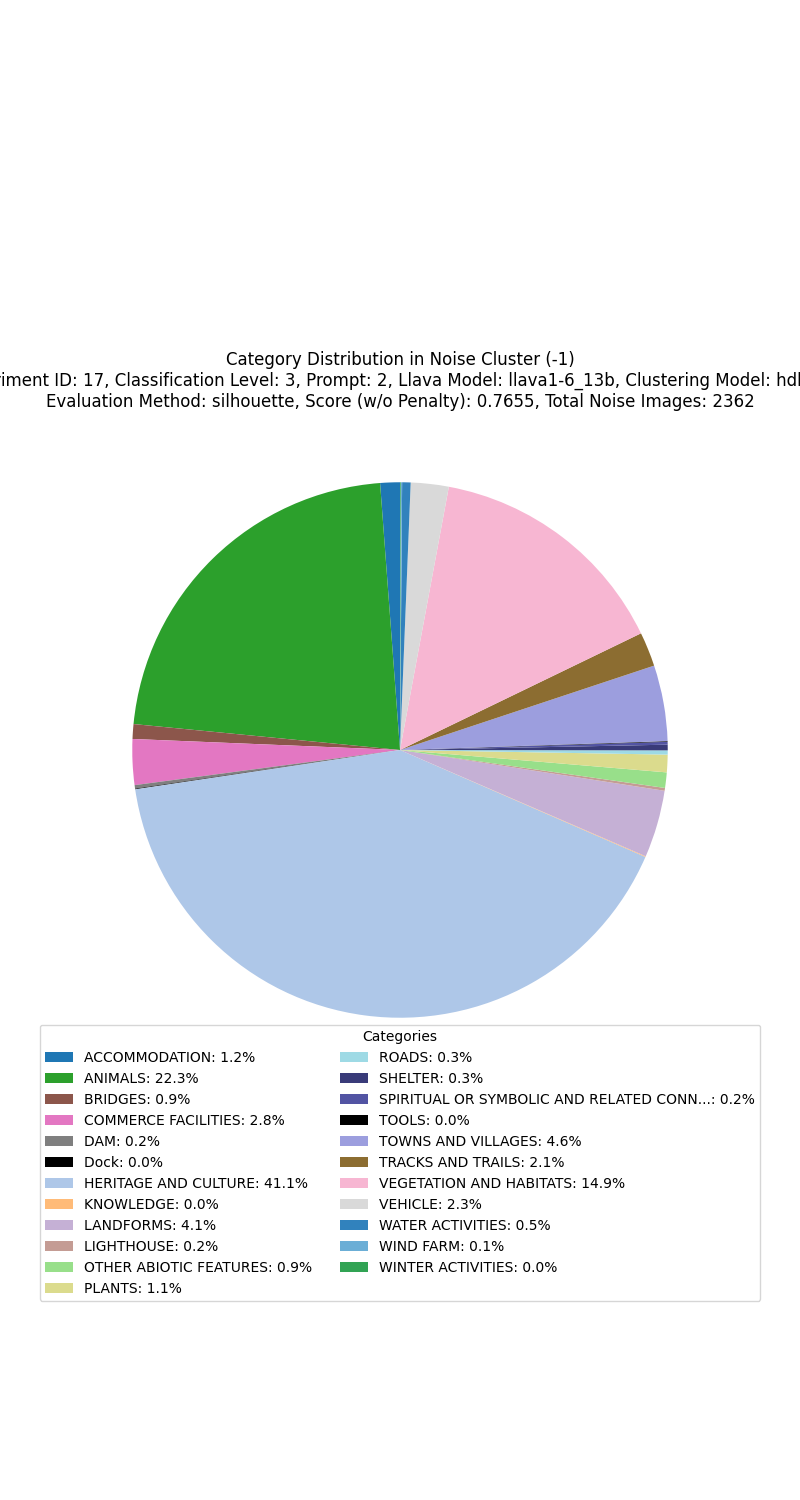 Category Distribution in Noise Cluster (-1)
iment ID: 17, Classification Level: 3, Prompt: 2, Llava Model: llava1-6_13b, Clustering Model: hdl
Evaluation Method: silhouette, Score (w/o Penalty): 0.7655, Total Noise Images: 2362
Categories
ACCOMMODATION: 1.2%
ANIMALS: 22.3%
BRIDGES: 0.9%
COMMERCE FACILITIES: 2.8%
DAM: 0.2%
Dock: 0.0%
HERITAGE AND CULTURE: 41.1%
KNOWLEDGE: 0.0%
LANDFORMS: 4.1%
LIGHTHOUSE: 0.2%
OTHER ABIOTIC FEATURES: 0.9%
PLANTS: 1.1%
ROADS: 0.3%
SHELTER: 0.3%
SPIRITUAL OR SYMBOLIC AND RELATED CONN...: 0.2%
TOOLS: 0.0%
TOWNS AND VILLAGES: 4.6%
TRACKS AND TRAILS: 2.1%
VEGETATION AND HABITATS: 14.9%
VEHICLE: 2.3%
WATER ACTIVITIES: 0.5%
WIND FARM: 0.1%
WINTER ACTIVITIES: 0.0%